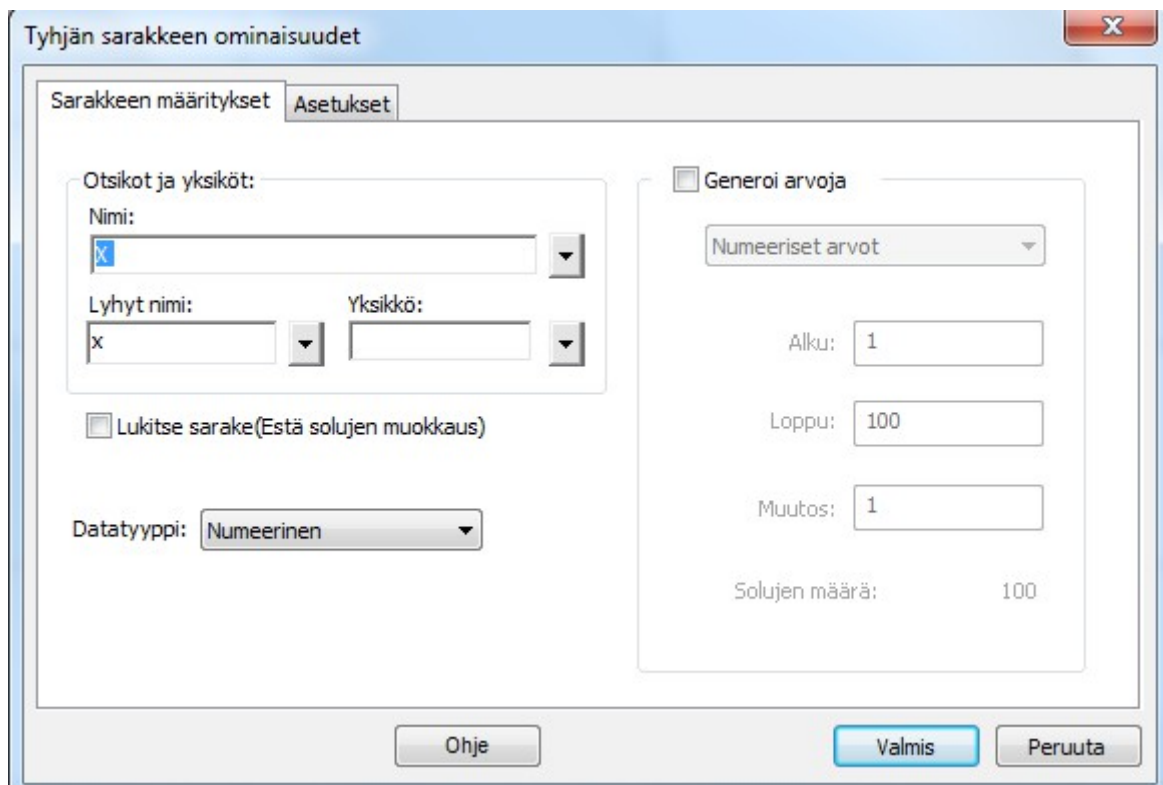 Tyhjän sarakkeen ominaisuudet
Sarakkeen määritykset
Asetukset
Otsikot ja yksiköt:
Nimi:
x
Lyhyt nimi:
Yksikkö:
x
Lukitse sarake(Estä solujen muokkaus)
Datatyyppi:
Numeerinen
Generoi arvoja
Numeeriset arvot
Alku:
1
Loppu:
100
Muutos:
1
Solujen määrä:
100
Ohje
Valmis
Peruuta